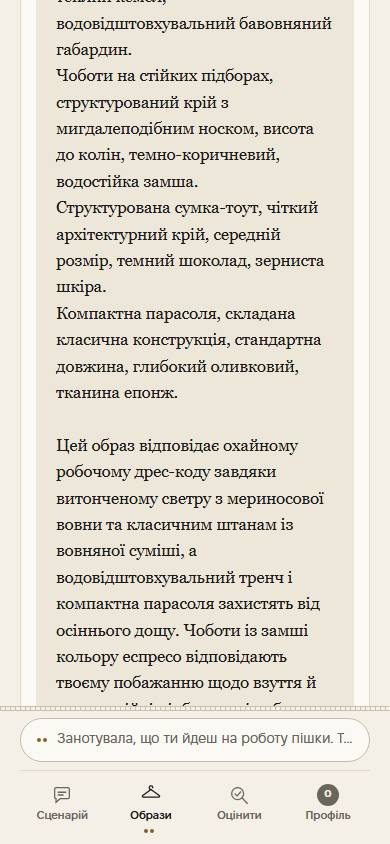 водовідштовхувальний бавовняний
габардин.
Чоботи на стійких підборах,
структурований крій з
мигдалеподібним носком, висота
до колін, темно-коричневий,
водостійка замша.
Структурована сумка-тоут, чіткий
архітектурний крій, середній
розмір, темний шоколад, зерниста
шкіра.
Компактна парасоля, складана
класична конструкція, стандартна
довжина, глибокий оливковий,
тканина епонж.
Цей образ відповідає охайному
робочому дрес-коду завдяки
витонченому светру з мериносової
вовни та класичним штанам із
вовняної суміші, а
водовідштовхувальний тренч і
компактна парасоля захистять від
осіннього дощу. Чоботи із замші
кольору еспресо відповідають
твоєму побажанню щодо взуття й
Занотувала, що ти йдеш на роботу пішки. Т...
Сценарій
Образи
Оцінити
0
Профіль